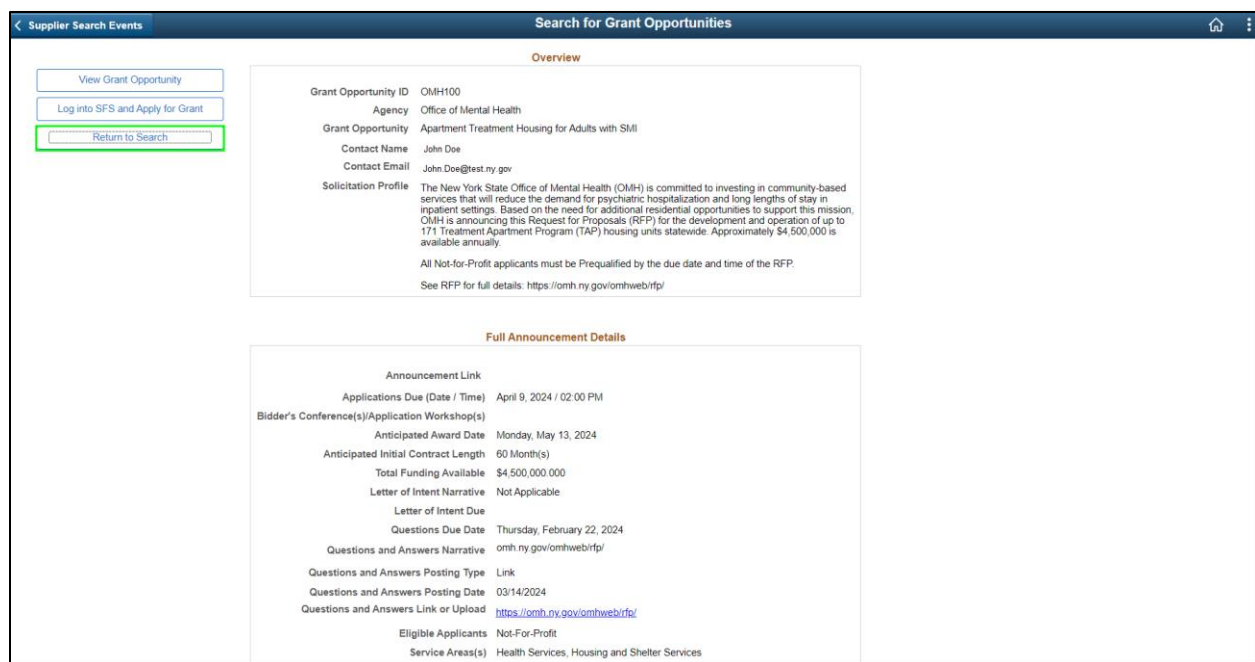 Supplier Search Events
Search for Grant Opportunities
View Grant Opportunity
Log into SFS and Apply for Grant
Return to Search
Overview
Grant Opportunity ID OMH100
Agency Office of Mental Health
Grant Opportunity Apartment Treatment Housing for Adults with SMI
Contact Name John Doe
Contact Email John.Doe@test.ny.gov
Solicitation Profile The New York State Office of Mental Health (OMH) is committed to investing in community-based
services that will reduce the demand for psychiatric hospitalization and long lengths of stay in
inpatient settings. Based on the need for additional residential opportunities to support this mission,
OMH is announcing this Request for Proposals (RFP) for the development and operation of up to
171 Treatment Apartment Program (TAP) housing units statewide. Approximately $4,500,000 is
available annually.
All Not-for-Profit applicants must be Prequalified by the due date and time of the RFP.
See RFP for full details: https://omh.ny.gov/omhweb/rfp/
Full Announcement Details
Announcement Link
Applications Due (Date / Time) April 9, 2024 / 02:00 PM
Bidder's Conference(s)/Application Workshop(s)
Anticipated Award Date Monday, May 13, 2024
Anticipated Initial Contract Length 60 Month(s)
Total Funding Available $4,500,000.000
Letter of Intent Narrative Not Applicable
Letter of Intent Due
Questions Due Date Thursday, February 22, 2024
Questions and Answers Narrative omh.ny.gov/omhweb/rfp/
Questions and Answers Posting Type Link
Questions and Answers Posting Date 03/14/2024
Questions and Answers Link or Upload https://omh.ny.gov/omhweb/rfp/
Eligible Applicants Not-For-Profit
Service Areas(s) Health Services, Housing and Shelter Services